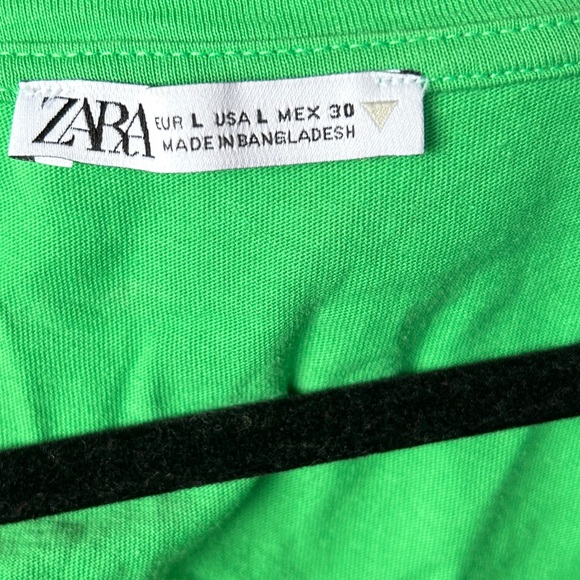 ZARA
EUR L USA L MEX 30
MADE IN BANGLADESH